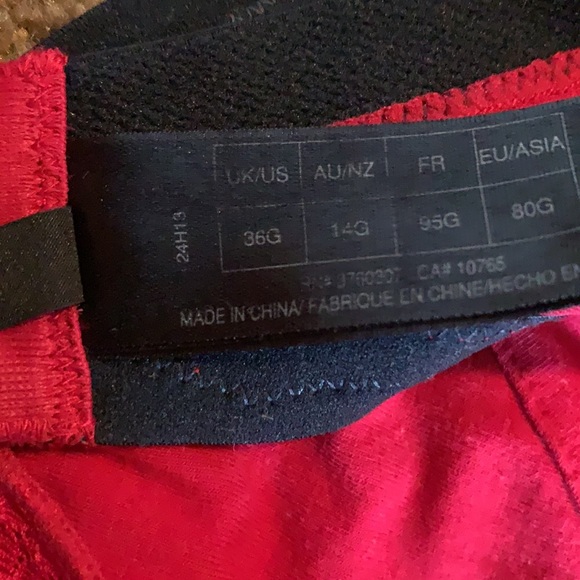 UK/US AU/NZ FR EU/ASIA
36G 14G 95G 80G
24H13
CA# 10765
MADE IN CHINA/ FABRIQUE EN CHINE/HECHO EN